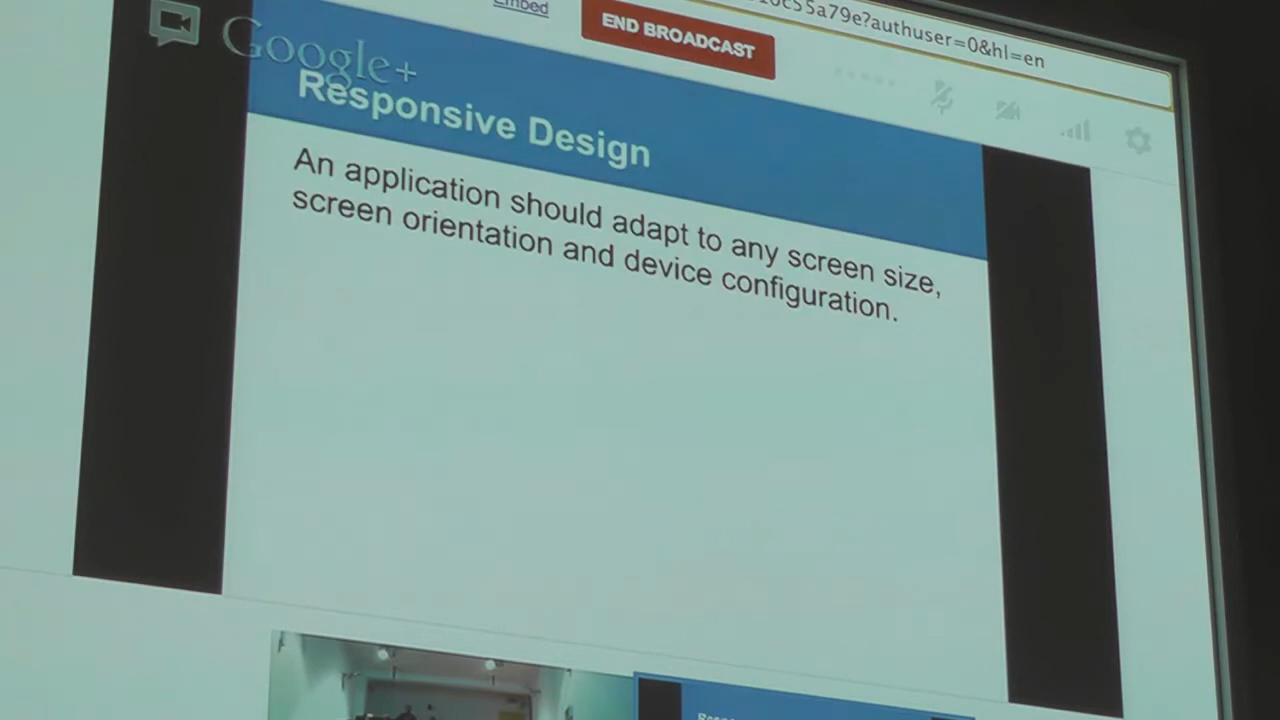 Embed
END BROADCAST
?authuser=0&hl=en
Google+
Responsive Design
An application should adapt to any screen size,
screen orientation and device configuration.